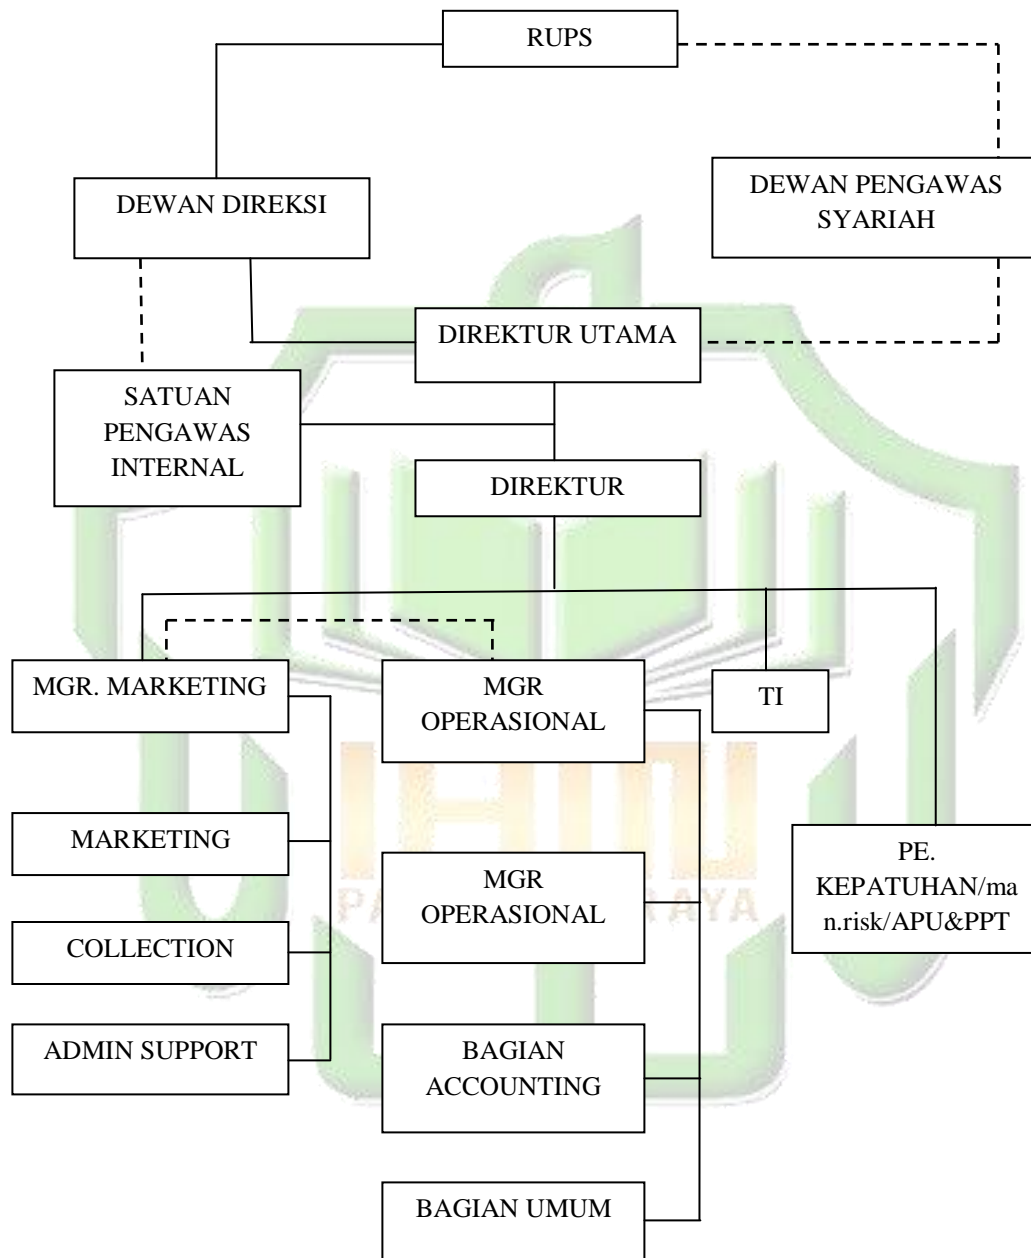 RUPS
DEWAN DIREKSI
DEWAN PENGAWAS
SYARIAH
DIREKTUR UTAMA
SATUAN
PENGAWAS
INTERNAL
DIREKTUR
MGR. MARKETING
MGR
OPERASIONAL
TI
MARKETING
MGR
OPERASIONAL
PE.
KEPATUHAN/ma
n.risk/APU&PPT
COLLECTION
ADMIN SUPPORT
BAGIAN
ACCOUNTING
BAGIAN UMUM